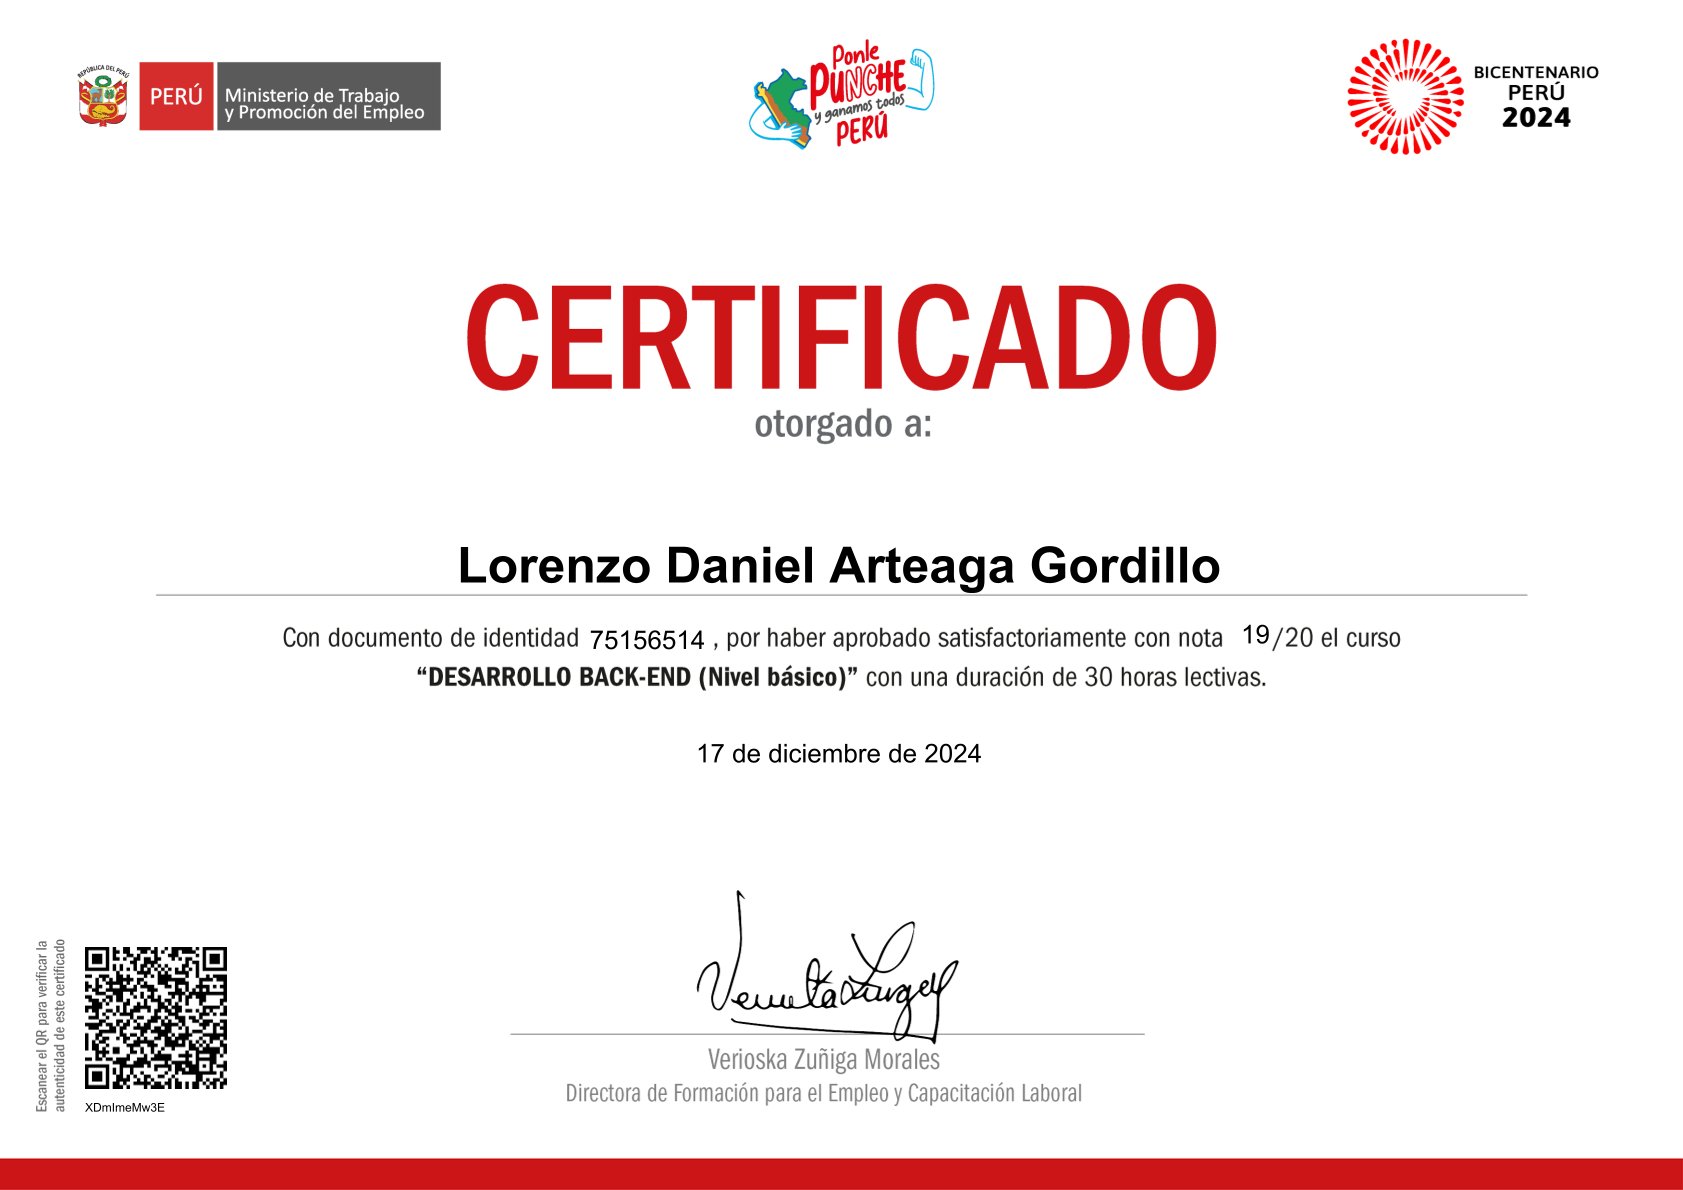 REPÚBLICA DEL PERÚ
PERÚ
Ministerio de Trabajo
y Promoción del Empleo
Ponle
PUNCHE
y ganamos todos
PERÚ
BICENTENARIO
PERÚ
2024
CERTIFICADO
otorgado a:
Lorenzo Daniel Arteaga Gordillo
Con documento de identidad 75156514 , por haber aprobado satisfactoriamente con nota 19/20 el curso
“DESARROLLO BACK-END (Nivel básico)” con una duración de 30 horas lectivas.
17 de diciembre de 2024
Escanear el QR para verificar la
autenticidad de este certificado
XDmImeMw3E
Verioska Zuñiga Morales
Directora de Formación para el Empleo y Capacitación Laboral